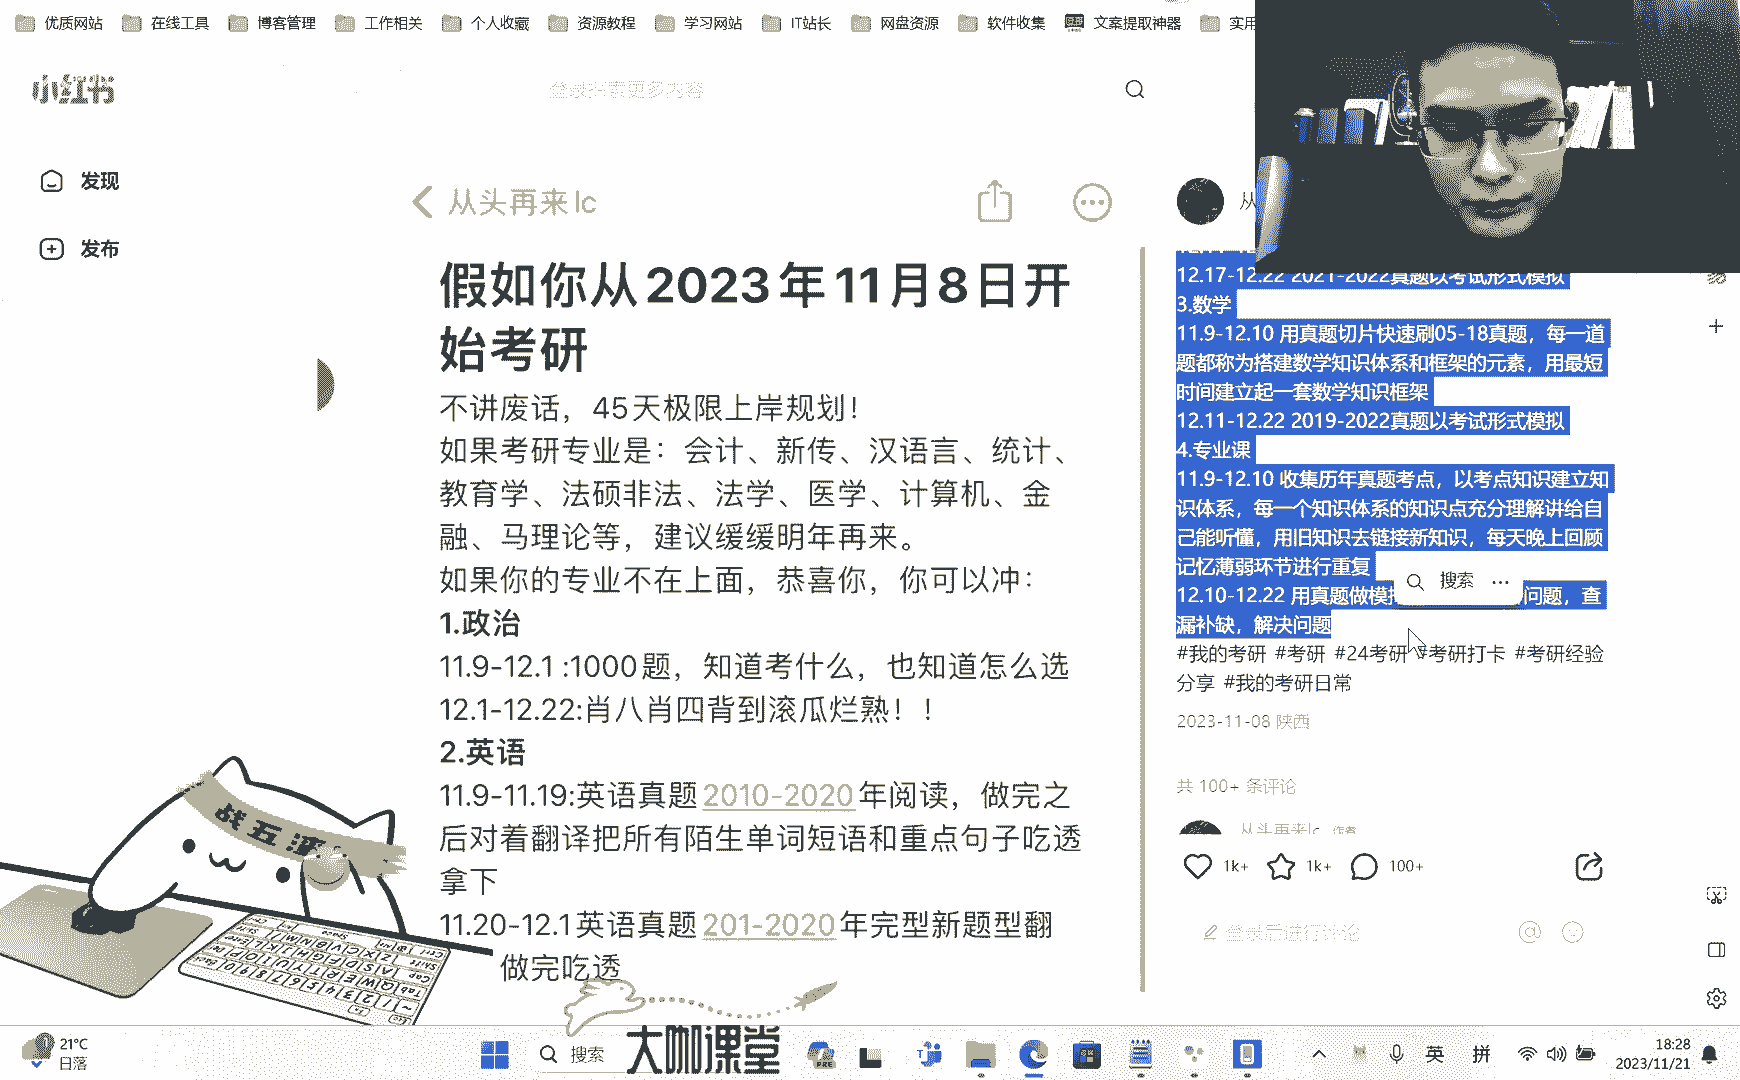 优质网站 在线工具 博客管理 工作相关 个人收藏 资源教程 学习网站 IT站长 网盘资源 软件收集 文案提取神器 实用
小红书
登录探索更多内容
发现
发布
从头再来lc
假如你从2023年11月8日开
始考研
不讲废话，45天极限上岸规划！
如果考研专业是：会计、新传、汉语言、统计、
教育学、法硕非法、法学、医学、计算机、金
融、马理论等，建议缓缓明年再来。
如果你的专业不在上面，恭喜你，你可以冲：
1.政治
11.9-12.1 :1000题，知道考什么，也知道怎么选
12.1-12.22:肖八肖四背到滚瓜烂熟！！
2.英语
11.9-11.19:英语真题2010-2020年阅读，做完之
后对着翻译把所有陌生单词短语和重点句子吃透
拿下
11.20-12.1英语真题201-2020年完型新题型翻
做完吃透
从
12.17-12.22 2021-2022真题以考试形式模拟
3.数学
11.9-12.10 用真题切片快速刷05-18真题，每一道
题都称为搭建数学知识体系和框架的元素，用最短
时间建立起一套数学知识框架
12.11-12.22 2019-2022真题以考试形式模拟
4.专业课
11.9-12.10 收集历年真题考点，以考点知识建立知
识体系，每一个知识体系的知识点充分理解讲给自
己能听懂，用旧知识去链接新知识，每天晚上回顾
记忆薄弱环节进行重复
搜索
12.10-12.22 用真题做模 问题，查
漏补缺，解决问题
#我的考研 #考研 #24考研 #考研打卡 #考研经验
分享 #我的考研日常
2023-11-08 陕西
共 100+ 条评论
从头再来lc 作者
1k+ 1k+ 100+
登录后进行评论
战五渣
21°C
日落
搜索
大咖课堂
英 拼
18:28
2023/11/21